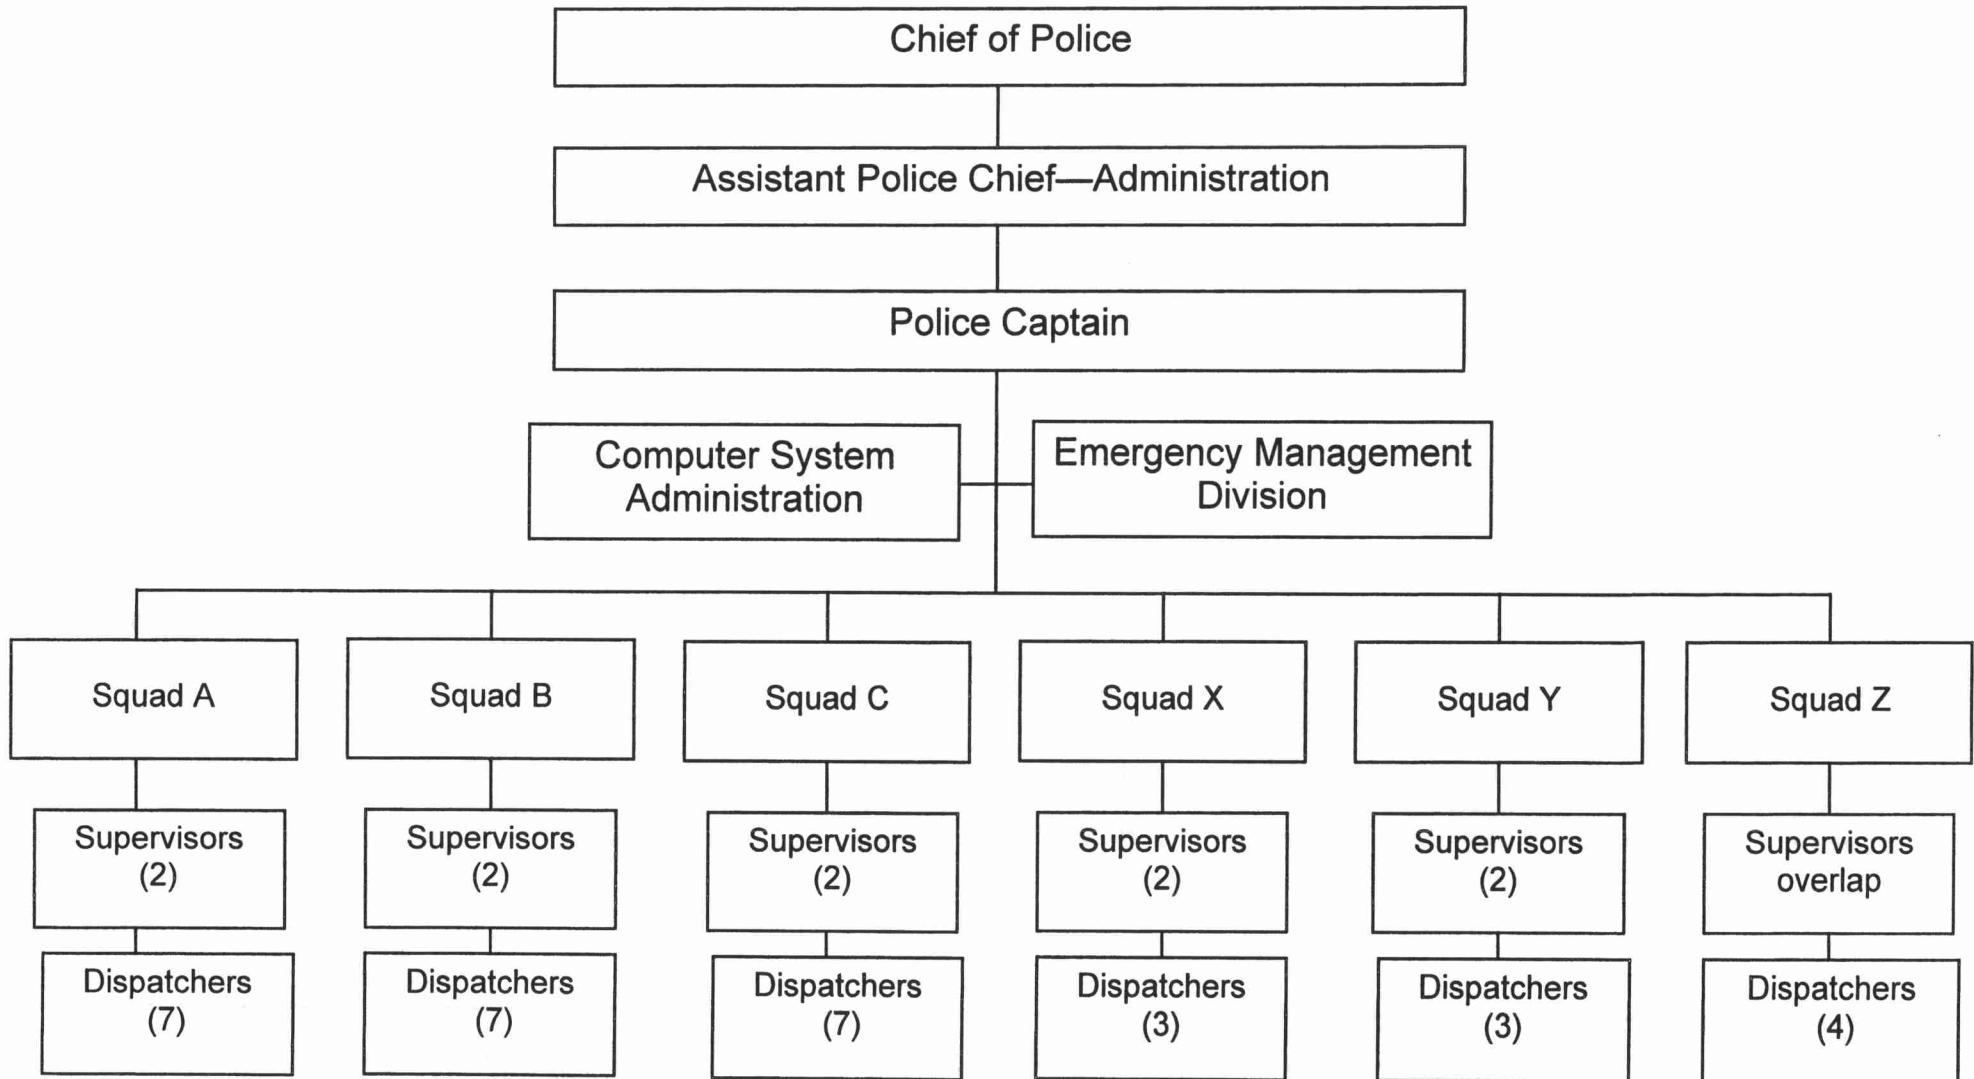 Chief of Police
Assistant Police Chief—Administration
Police Captain
Computer System
Administration
Emergency Management
Division
Squad A
Squad B
Squad C
Squad X
Squad Y
Squad Z
Supervisors
(2)
Supervisors
(2)
Supervisors
(2)
Supervisors
(2)
Supervisors
(2)
Supervisors
overlap
Dispatchers
(7)
Dispatchers
(7)
Dispatchers
(7)
Dispatchers
(3)
Dispatchers
(3)
Dispatchers
(4)